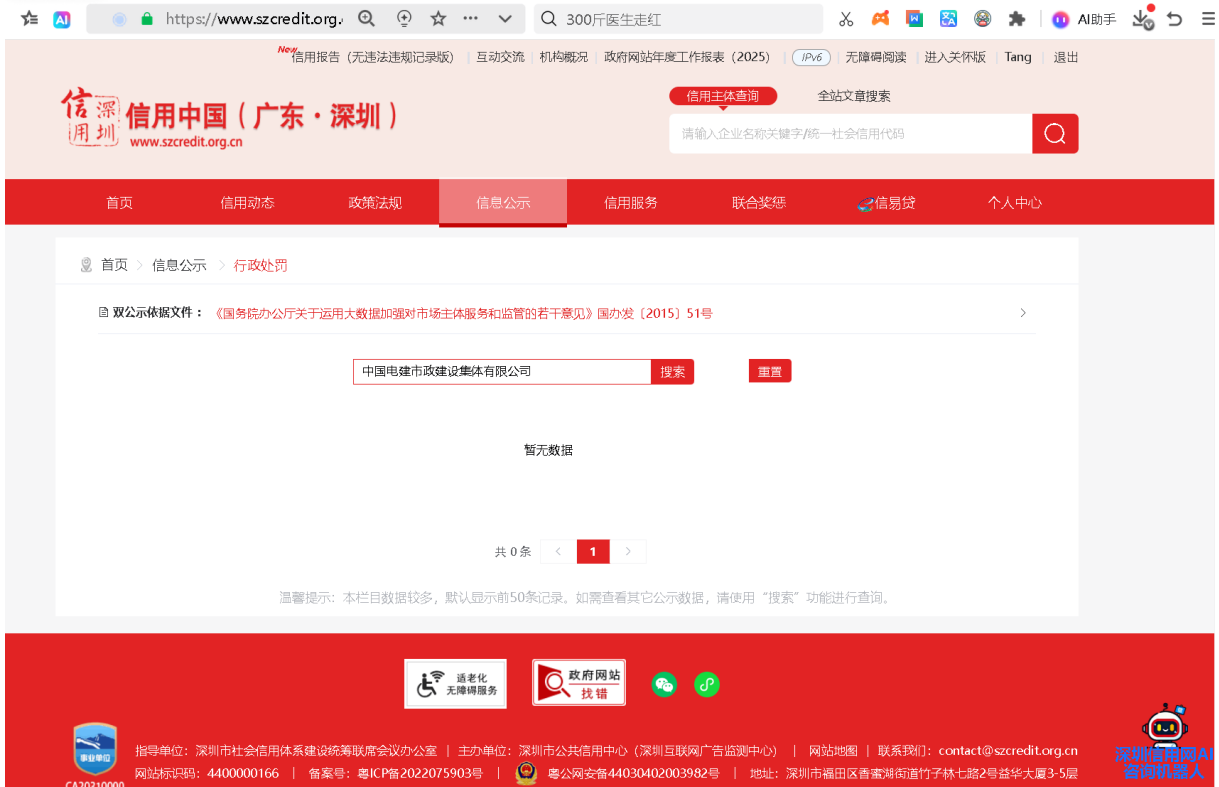 https://www.szcredit.org.
300斤医生走红
AI助手
New 信用报告（无违法违规记录版） 互动交流 机构概况 政府网站年度工作报表（2025） IPv6 无障碍阅读 进入关怀版 Tang 退出
信用 深圳
信用中国（广东·深圳）
www.szcredit.org.cn
信用主体查询 全站文章搜索
请输入企业名称关键字/统一社会信用代码
首页 信用动态 政策法规 信息公示 信用服务 联合奖惩 信易贷 个人中心
首页 信息公示 行政处罚
双公示依据文件： 《国务院办公厅关于运用大数据加强对市场主体服务和监管的若干意见》国办发〔2015〕51号
中国电建市政建设集体有限公司 搜索 重置
暂无数据
共 0 条 1
温馨提示：本栏目数据较多，默认显示前50条记录。如需查看其它公示数据，请使用“搜索”功能进行查询。
适老化
无障碍服务
政府网站
找错
事业单位
指导单位：深圳市社会信用体系建设统筹联席会议办公室 | 主办单位：深圳市公共信用中心（深圳互联网广告监测中心） | 网站地图 | 联系我们：contact@szcredit.org.cn
网站标识码：4400000166 | 备案号：粤ICP备2022075903号 | 粤公网安备44030402003982号 | 地址：深圳市福田区香蜜湖街道竹子林七路2号益华大厦3-5层
深圳信用网AI
咨询机器人